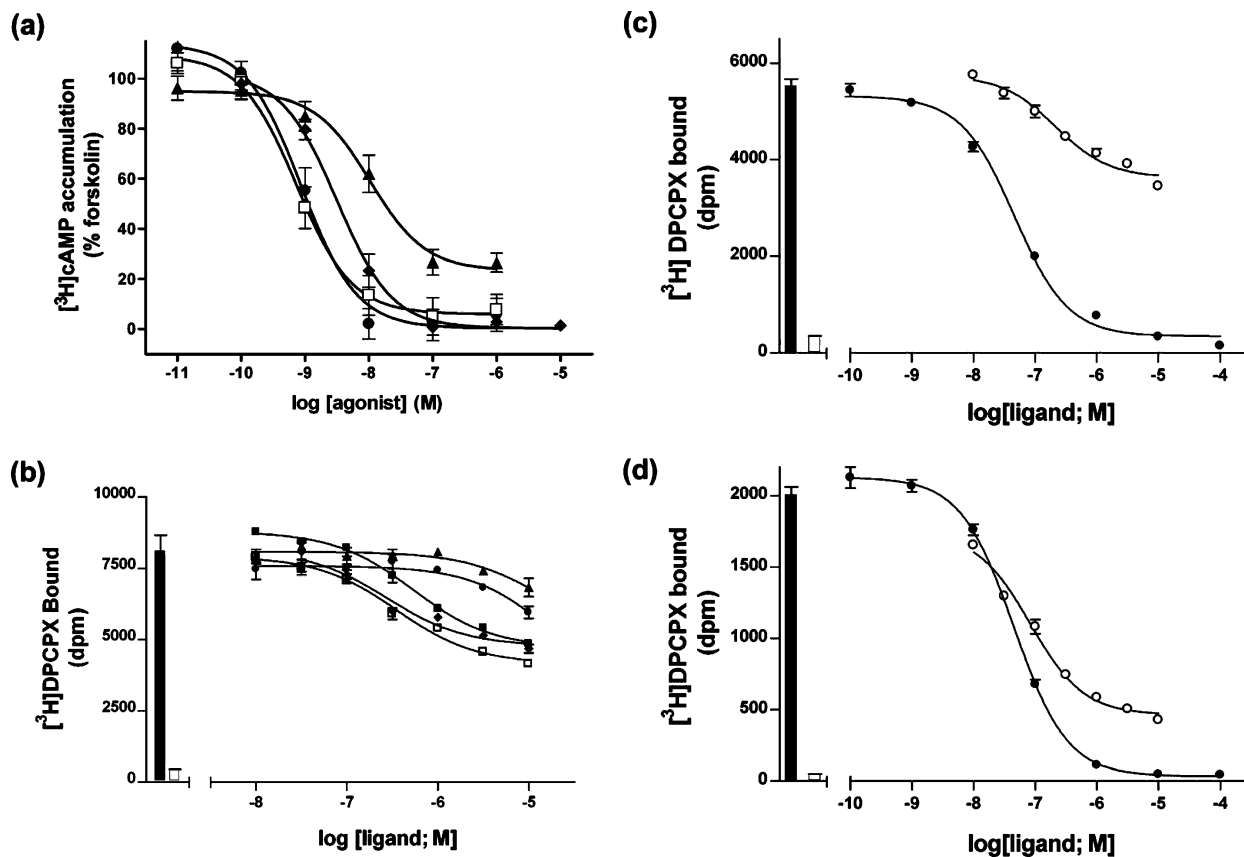 (a)
[³H]cAMP accumulation
(% forskolin)
100
80
60
40
20
0
-11 -10 -9 -8 -7 -6 -5
log [agonist] (M)
(b)
[³H]DPCPX Bound
(dpm)
10000
7500
5000
2500
0
-8 -7 -6 -5
log [ligand; M]
(c)
[³H] DPCPX bound
(dpm)
6000
4000
2000
0
-10 -9 -8 -7 -6 -5 -4
log[ligand; M]
(d)
[³H]DPCPX bound
(dpm)
2000
1500
1000
500
0
-10 -9 -8 -7 -6 -5 -4
log[ligand; M]